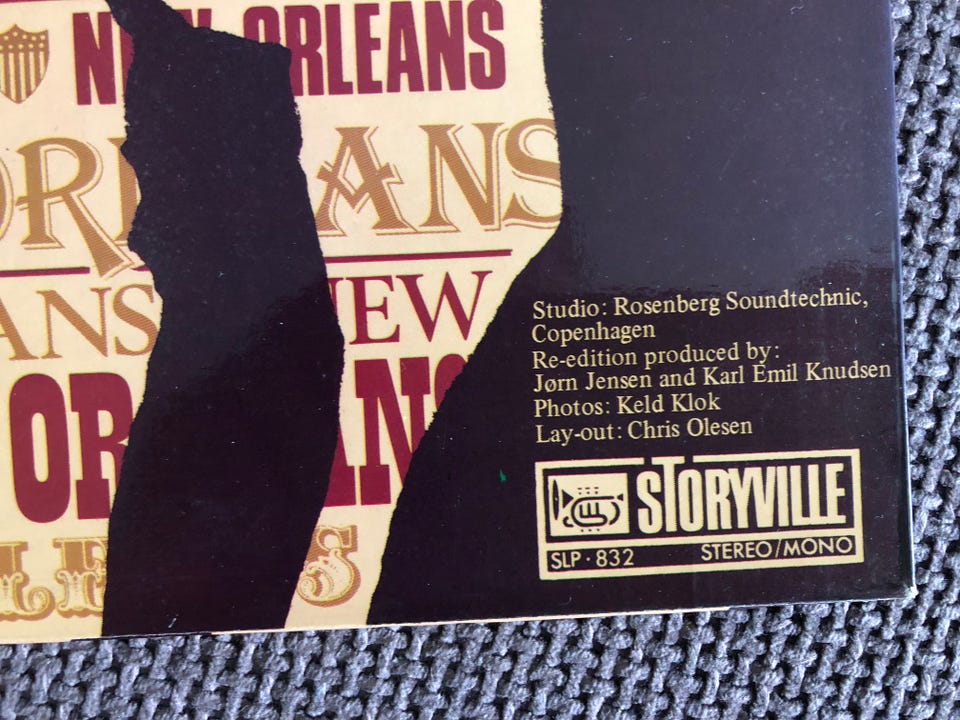 NEW ORLEANS
ORLEANS
ANS NEW
ORLEANS
LEANS
Studio: Rosenberg Soundtechnic,
Copenhagen
Re-edition produced by:
Jørn Jensen and Karl Emil Knudsen
Photos: Keld Klok
Lay-out: Chris Olesen
STORYVILLE
SLP · 832 STEREO/MONO